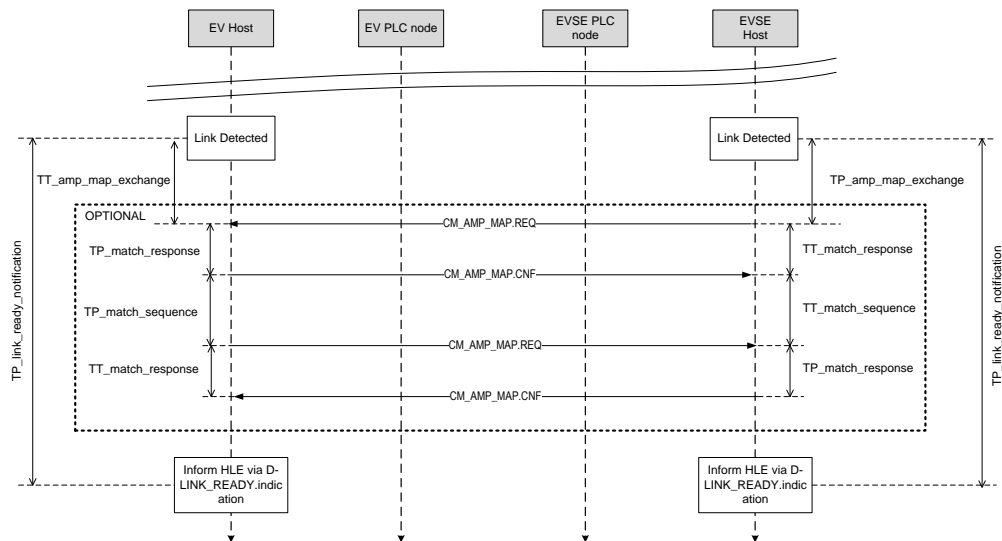 EV Host
EV PLC node
EVSE PLC
node
EVSE
Host
Link Detected
Link Detected
TT_amp_map_exchange
TP_amp_map_exchange
OPTIONAL
CM_AMP_MAP.REQ
TP_match_response
TT_match_response
CM_AMP_MAP.CNF
TP_match_sequence
TT_match_sequence
CM_AMP_MAP.REQ
TT_match_response
TP_match_response
CM_AMP_MAP.CNF
TP_link_ready_notification
TP_link_ready_notification
Inform HLE via D-
LINK_READY.indic
ation
Inform HLE via D-
LINK_READY.indic
ation